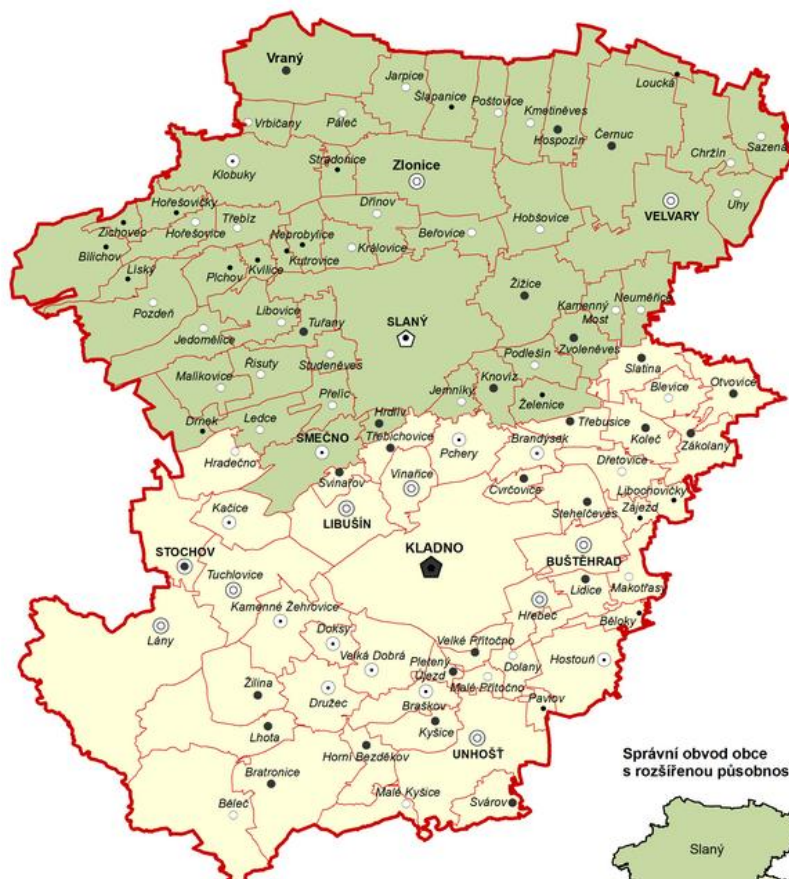 Vraný
Jarpice
Šlapanice
Poštovice
Kmetiněves
Hospozín
Loucká
Černuc
Sazená
Chržín
Vrbičany
Páleč
Stradonice
Zlonice
Klobuky
Uhy
VELVARY
Dřínov
Hobšovice
Hořešovičky
Hořešovice
Třebíz
Beřovice
Neprobylice
Kutrovice
Královice
Žichovec
Bílichov
Líský
Plchov
Kvílice
Pozdeň
Žižice
Kamenný
Most
Neuměřice
Libovice
Tuřany
SLANÝ
Jedomělice
Studeněves
Zvoleněves
Podlešín
Slatina
Řisuty
Malíkovice
Přelíc
Jemníky
Knovíz
Želenice
Blevice
Otvovice
Drnek
Ledce
SMEČNO
Hrdlív
Třebichovice
Třebusice
Koleč
Zákolany
Hradečno
Pchery
Brandýsek
Dřetovice
Svinařov
Vinařice
Cvrčovice
Libochovičky
Zájezd
Stehelčeves
Kačice
LIBUŠÍN
KLADNO
BUŠTĚHRAD
STOCHOV
Tuchlovice
Lidice
Makotřasy
Kamenné Žehrovice
Hřebeč
Běloky
Lány
Doksy
Velké Přítočno
Velká Dobrá
Pletený
Újezd
Dolany
Hostouň
Malé Přítočno
Žilina
Družec
Braškov
Pavlov
Kyšice
Lhota
Horní Bezděkov
UNHOŠŤ
Bratronice
Běleč
Malé Kyšice
Svárov
Správní obvod obce
s rozšířenou působnos
Slaný